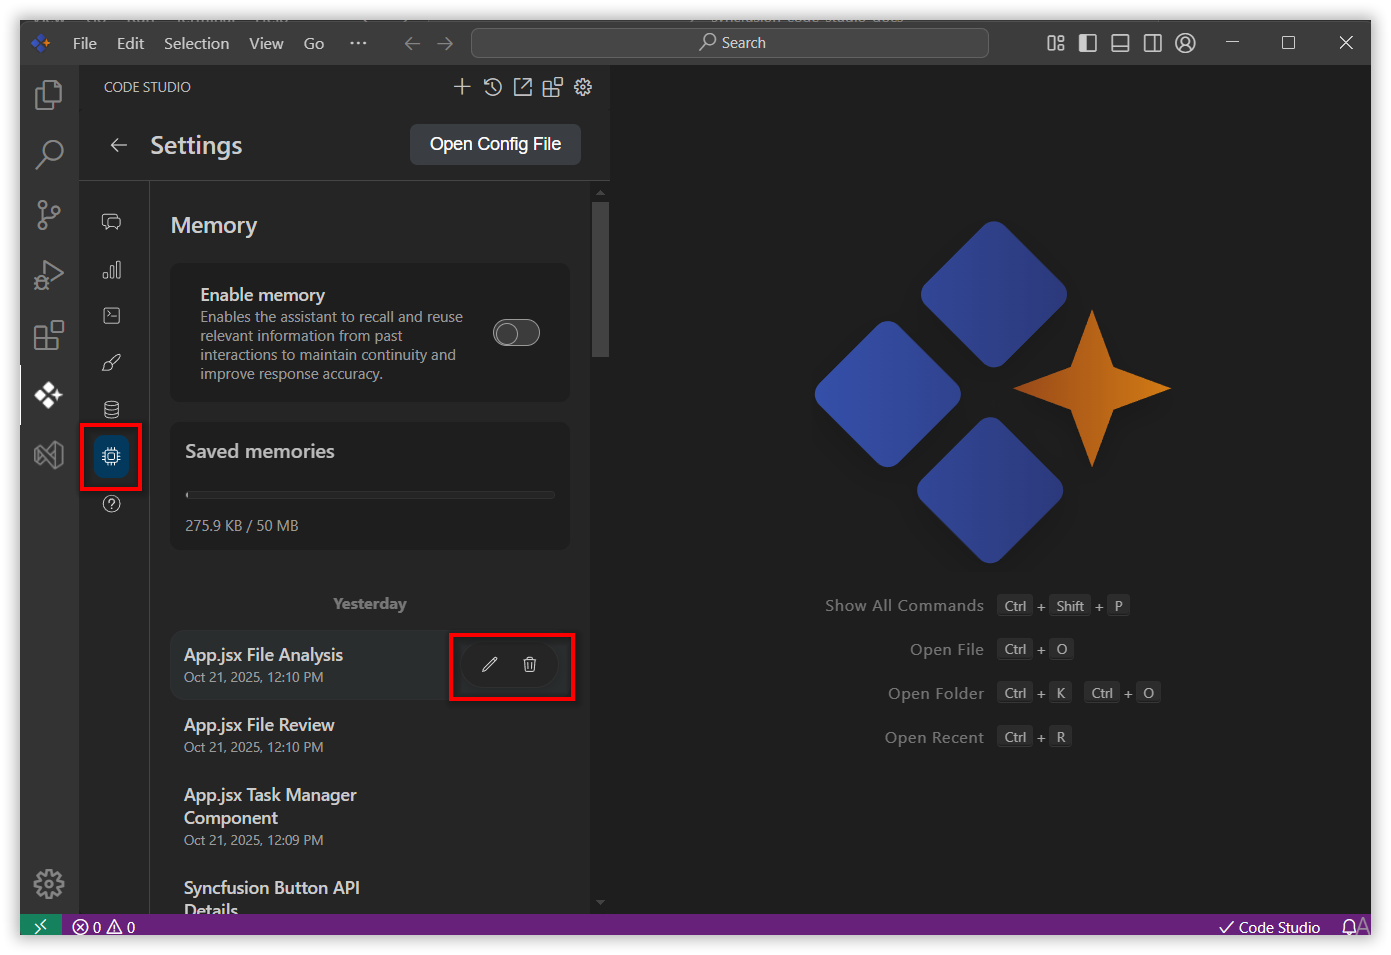 File Edit Selection View Go ···
Search
CODE STUDIO
Settings
Open Config File
Memory
Enable memory
Enables the assistant to recall and reuse
relevant information from past
interactions to maintain continuity and
improve response accuracy.
Saved memories
275.9 KB / 50 MB
Yesterday
App.jsx File Analysis
Oct 21, 2025, 12:10 PM
App.jsx File Review
Oct 21, 2025, 12:10 PM
App.jsx Task Manager
Component
Oct 21, 2025, 12:09 PM
Syncfusion Button API
Details
Show All Commands Ctrl + Shift + P
Open File Ctrl + O
Open Folder Ctrl + K Ctrl + O
Open Recent Ctrl + R
0 0
Code Studio
A